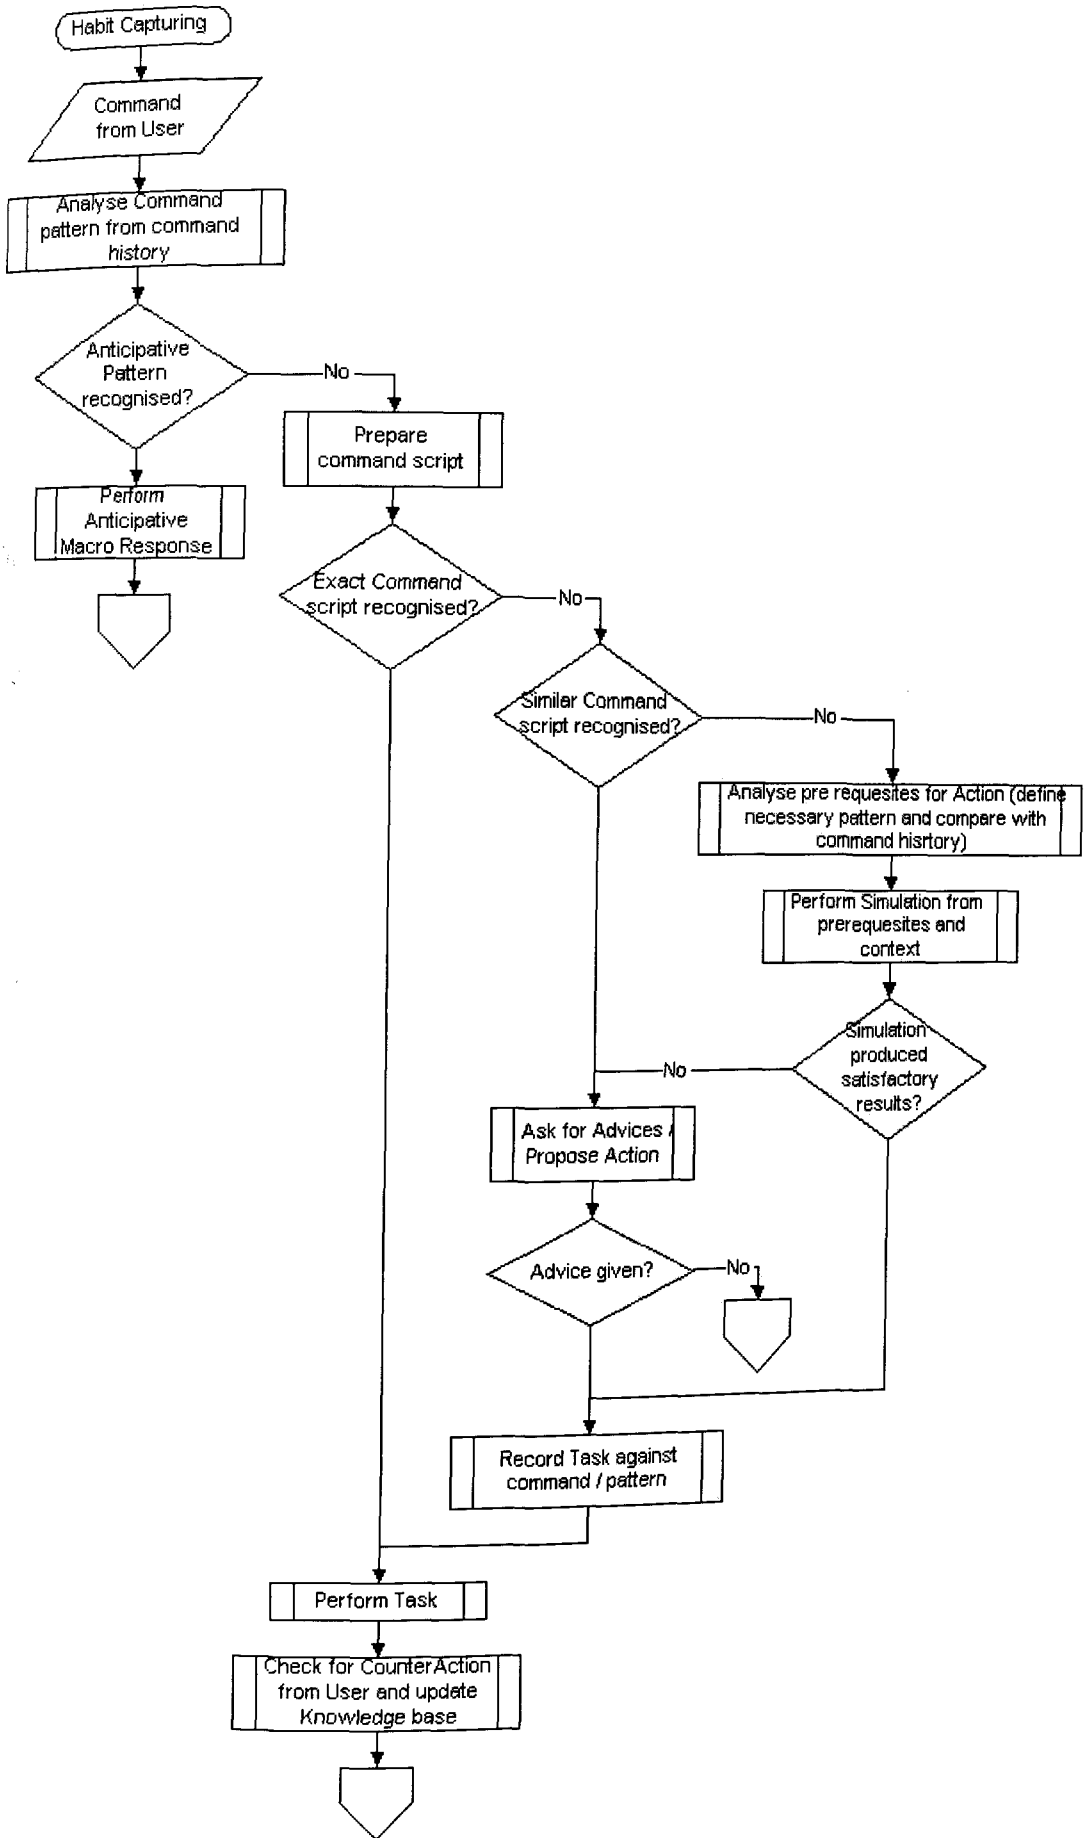 Habit Capturing
Command
from User
Analyse Command
pattern from command
history
Anticipative
Pattern
recognised?
No
Prepare
command script
Perform
Anticipative
Macro Response
Exact Command
script recognised?
No
Similar Command
script recognised?
No
Analyse pre requesites for Action (define
necessary pattern and compare with
command hisrtory)
Perform Simulation from
prerequesites and
context
Simulation
produced
satisfactory
results?
No
Ask for Advices /
Propose Action
Advice given?
No
Record Task against
command / pattern
Perform Task
Check for CounterAction
from User and update
Knowledge base